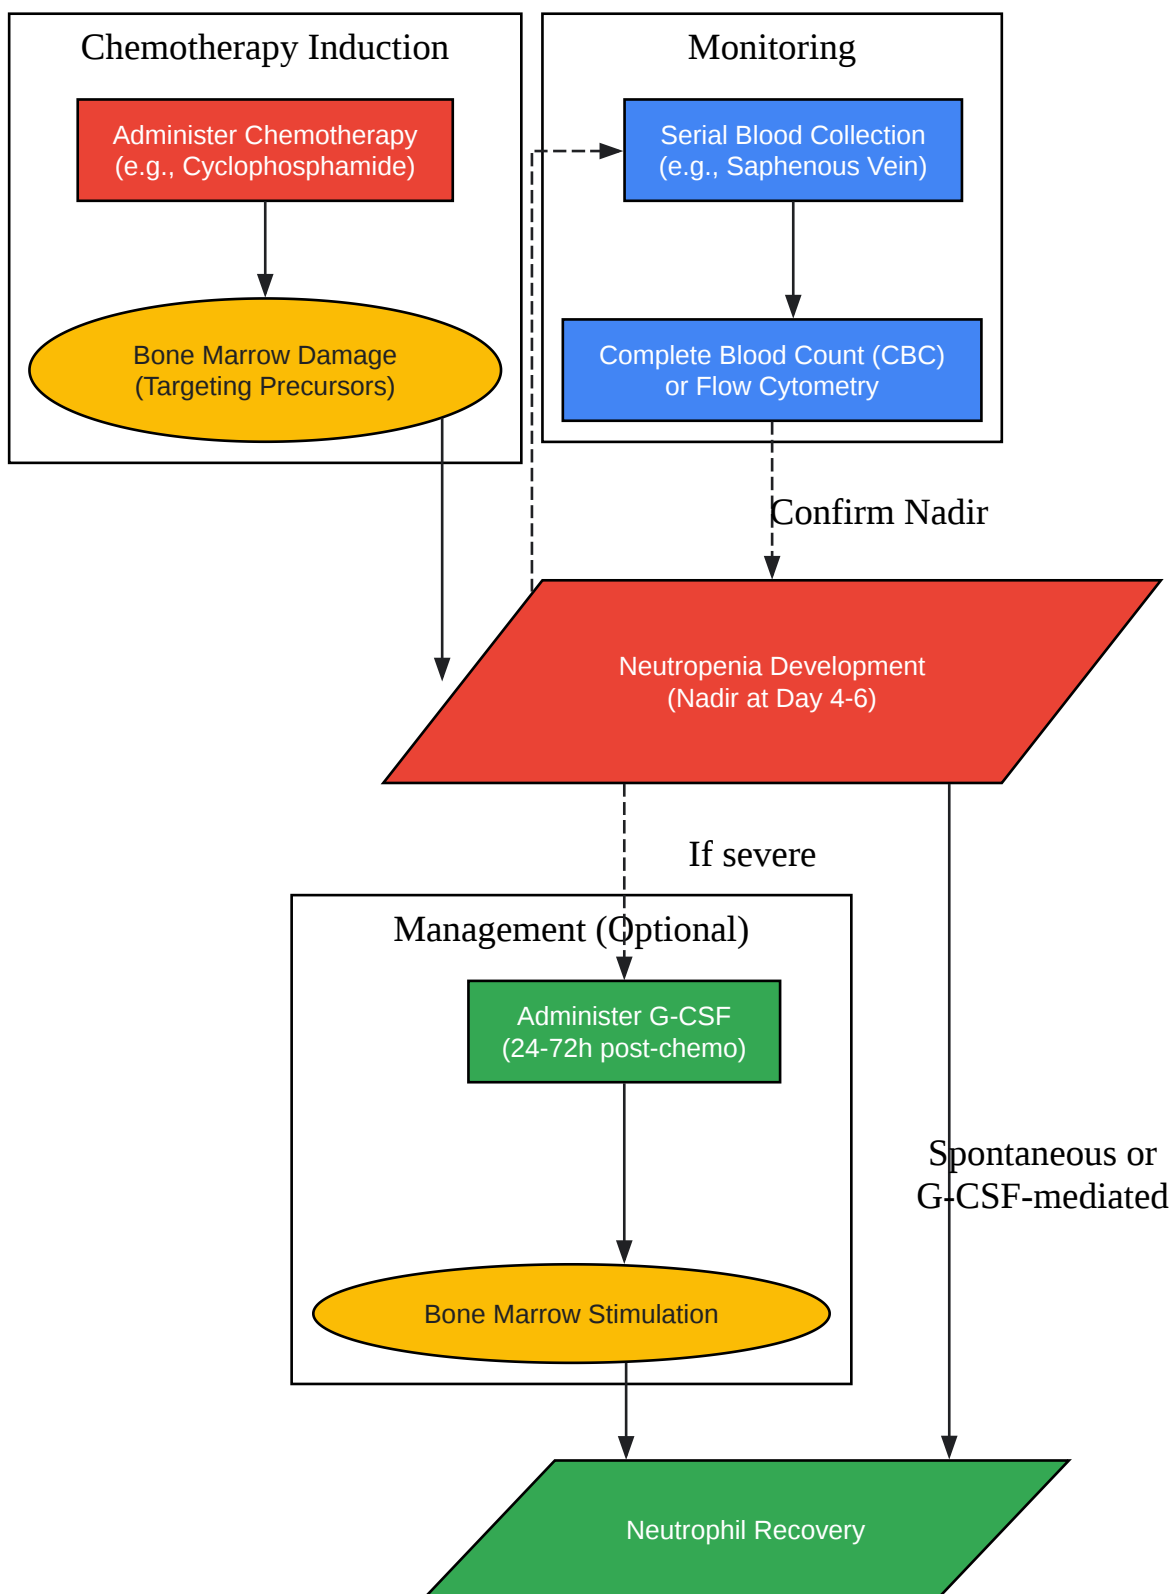 Chemotherapy Induction
Administer Chemotherapy
(e.g., Cyclophosphamide)
Bone Marrow Damage
(Targeting Precursors)
Monitoring
Serial Blood Collection
(e.g., Saphenous Vein)
Complete Blood Count (CBC)
or Flow Cytometry
Confirm Nadir
Neutropenia Development
(Nadir at Day 4-6)
If severe
Management (Optional)
Administer G-CSF
(24-72h post-chemo)
Spontaneous or
G-CSF-mediated
Bone Marrow Stimulation
Neutrophil Recovery